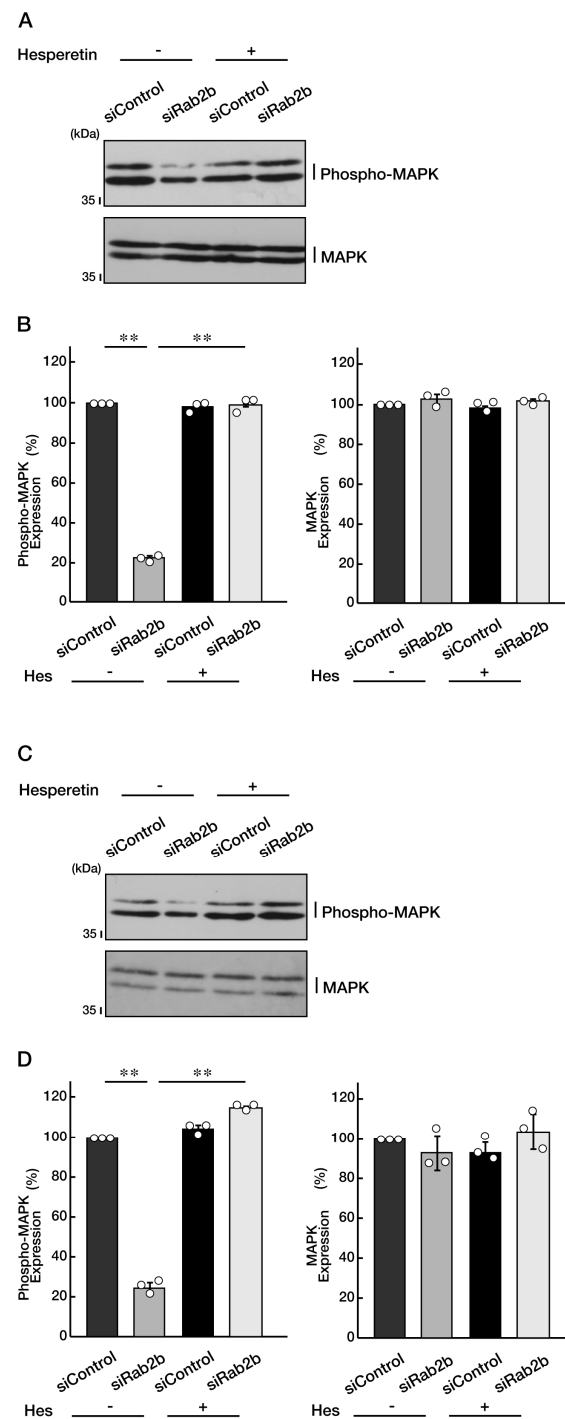 A
Hesperetin - +
siControl siRab2b siControl siRab2b
(kDa)
Phospho-MAPK
35
MAPK
35
B
** **
120
100
80
60
40
20
0
Phospho-MAPK
Expression (%)
siControl siRab2b siControl siRab2b
Hes - +
120
100
80
60
40
20
0
MAPK
Expression (%)
siControl siRab2b siControl siRab2b
Hes - +
C
Hesperetin - +
siControl siRab2b siControl siRab2b
(kDa)
Phospho-MAPK
35
MAPK
35
D
** **
120
100
80
60
40
20
0
Phospho-MAPK
Expression (%)
siControl siRab2b siControl siRab2b
Hes - +
120
100
80
60
40
20
0
MAPK
Expression (%)
siControl siRab2b siControl siRab2b
Hes - +